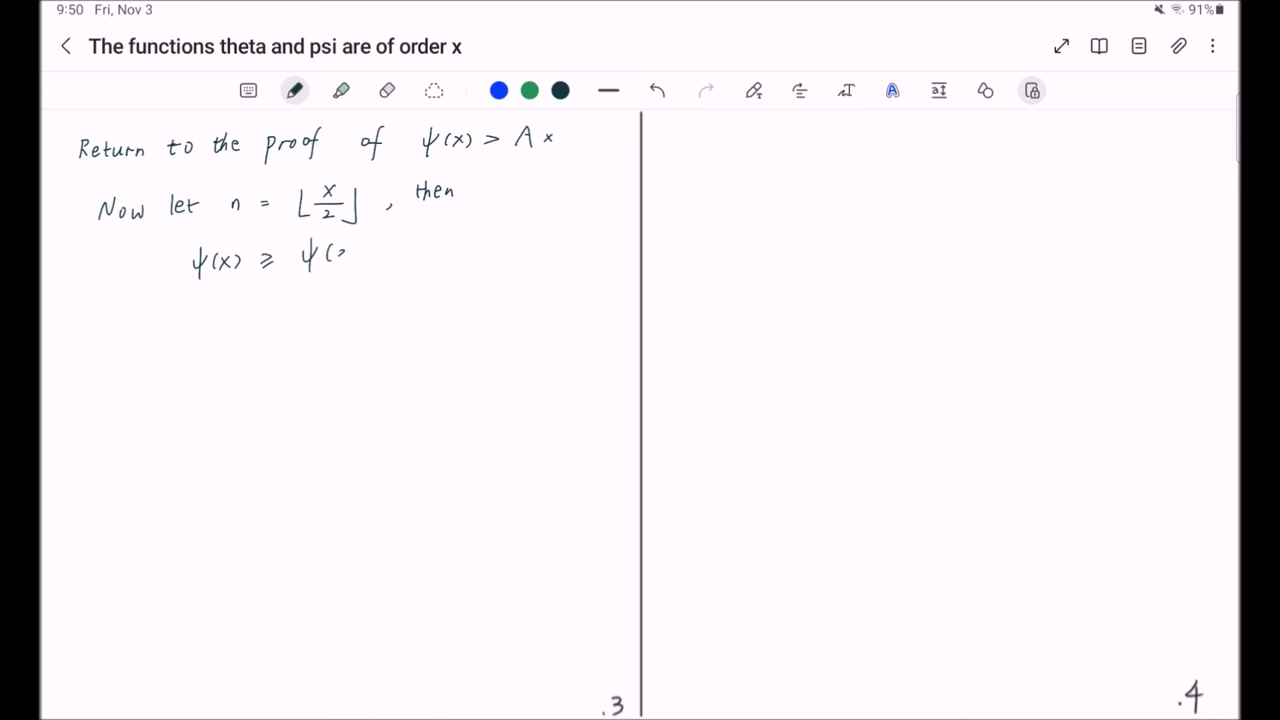 9:50 Fri, Nov 3
91%
The functions theta and psi are of order x
Return to the proof of ψ(x) > A x
Now let n = ⌊x/2⌋, then
ψ(x) ≥ ψ(
.3
.4